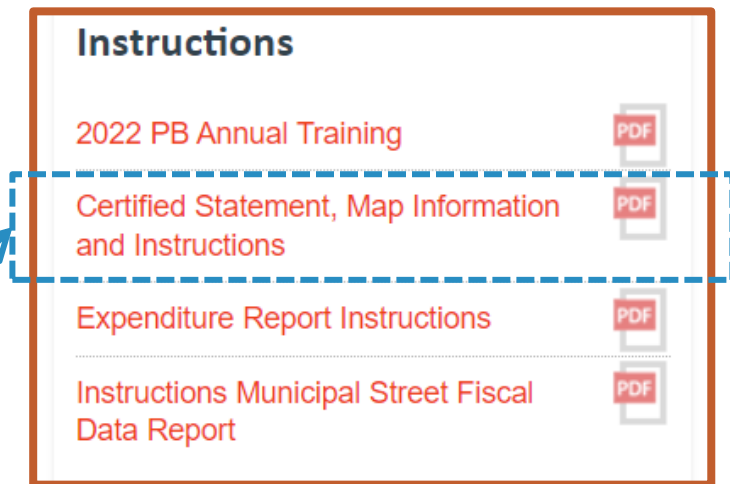 Instructions
2022 PB Annual Training
PDF
Certified Statement, Map Information
and Instructions
PDF
Expenditure Report Instructions
PDF
Instructions Municipal Street Fiscal
Data Report
PDF